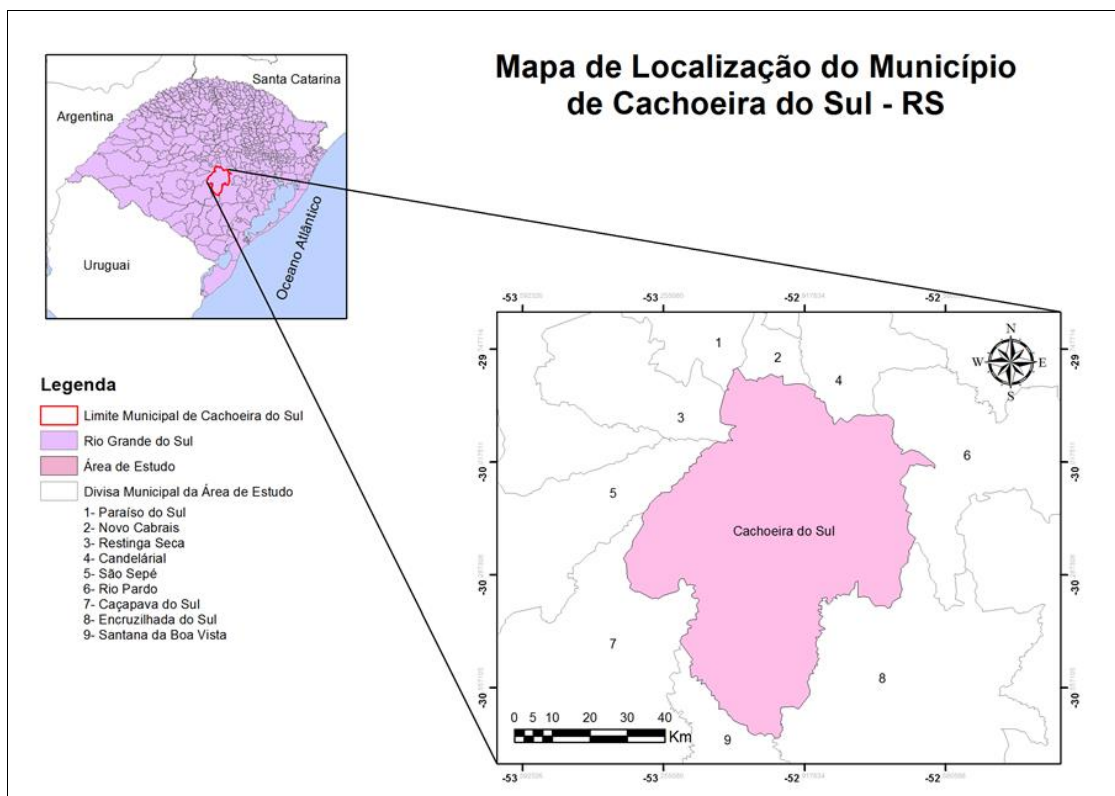 Mapa de Localização do Município
de Cachoeira do Sul - RS
Santa Catarina
Argentina
Uruguai
Oceano Atlântico
Legenda
Limite Municipal de Cachoeira do Sul
Rio Grande do Sul
Área de Estudo
Divisa Municipal da Área de Estudo
1- Paraíso do Sul
2- Novo Cabrais
3- Restinga Seca
4- Candelárial
5- São Sepé
6- Rio Pardo
7- Caçapava do Sul
8- Encruzilhada do Sul
9- Santana da Boa Vista
-53 -53 -52 -52
-29
-30
-30
-30
-29
-30
-30
-30
N
W E
S
1
2
4
3
6
5
Cachoeira do Sul
7
8
9
0 5 10 20 30 40
Km
-53 -53 -52 -52